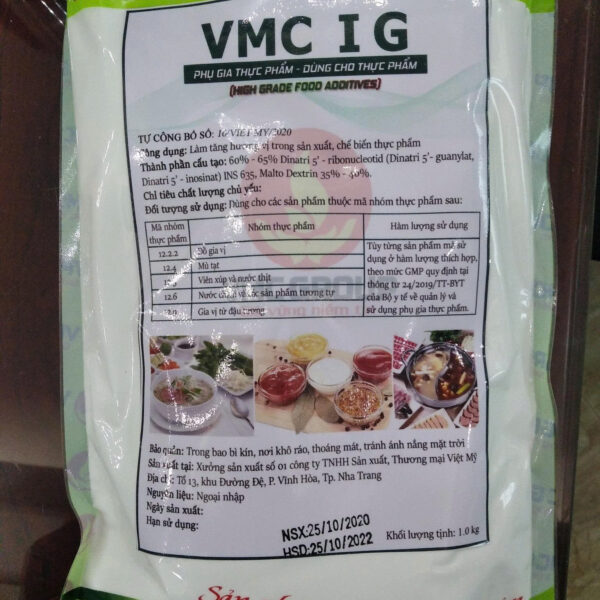 VMC I G
PHỤ GIA THỰC PHẨM - DÙNG CHO THỰC PHẨM
(HIGH GRADE FOOD ADDITIVES)
TỰ CÔNG BỐ SỐ: 16/VIET MY/2020
Công dụng: Làm tăng hương vị trong sản xuất, chế biến thực phẩm
Thành phần cấu tạo: 60% - 65% Dinatri 5' - ribonucleotid (Dinatri 5'- guanylat,
Dinatri 5' - inosinat) INS 635, Malto Dextrin 35% - 40%.
Chỉ tiêu chất lượng chủ yếu:
Đối tượng sử dụng: Dùng cho các sản phẩm thuộc mã nhóm thực phẩm sau:
Mã nhóm thực phẩm
Nhóm thực phẩm
Hàm lượng sử dụng
12.2.2 Đồ gia vị
12.4 Mù tạt
Viên xúp và nước thịt
12.6 Nước chấm và các sản phẩm tương tự
12.9 Gia vị từ đậu tương
Tùy từng sản phẩm mà sử
dụng ở hàm lượng thích hợp,
theo mức GMP quy định tại
thông tư 24/2019/TT-BYT
của Bộ y tế về quản lý và
sử dụng phụ gia thực phẩm.
Bảo quản: Trong bao bì kín, nơi khô ráo, thoáng mát, tránh ánh nắng mặt trời
Sản xuất tại: Xưởng sản xuất số 01 công ty TNHH Sản xuất, Thương mại Việt Mỹ
Địa chỉ: Tổ 13, khu Đường Đệ, P. Vĩnh Hòa, Tp. Nha Trang
Nguyên liệu: Ngoại nhập
Ngày sản xuất:
Hạn sử dụng:
NSX:25/10/2020
HSD:25/10/2022
Khối lượng tịnh: 1.0 kg